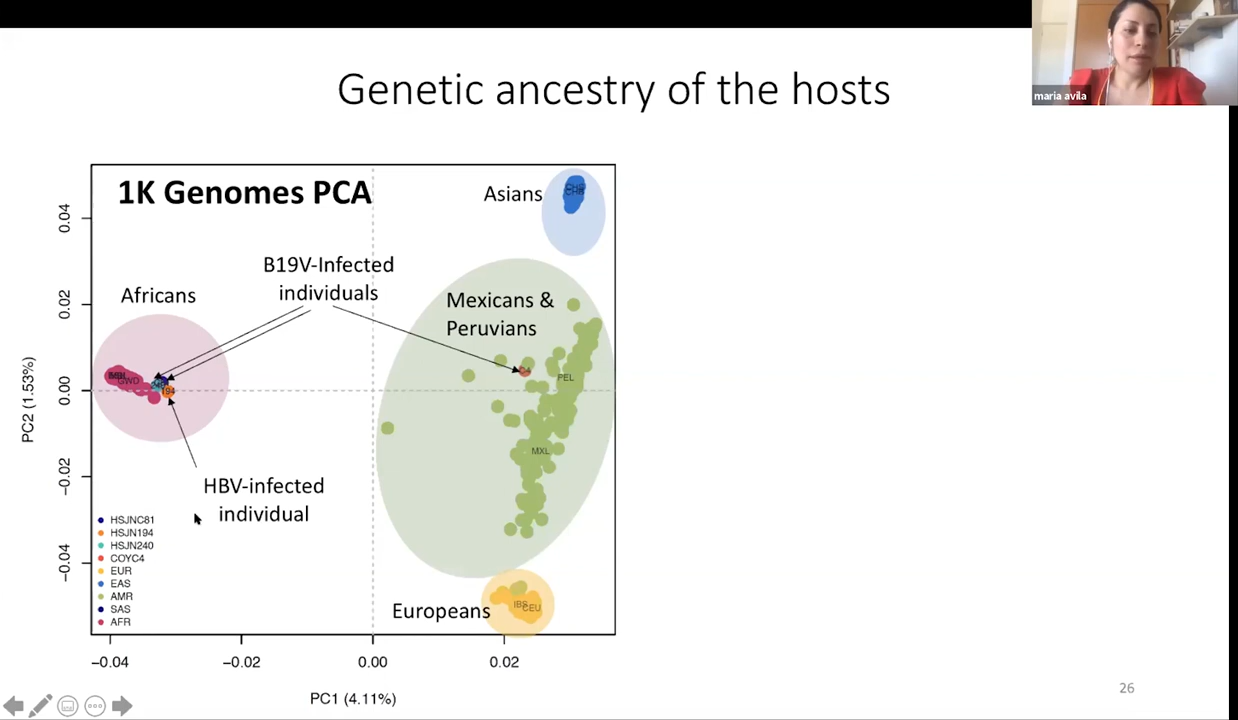 Genetic ancestry of the hosts
maria avila
1K Genomes PCA
Asians
B19V-Infected
individuals
Africans
Mexicans &
Peruvians
GWD
194
PEL
MXL
HBV-infected
individual
Europeans
IBS
CEU
HSJNC81
HSJN194
HSJN240
COYC4
EUR
EAS
AMR
SAS
AFR
PC2 (1.53%)
0.04
0.02
0.00
−0.02
−0.04
−0.04
−0.02
0.00
0.02
PC1 (4.11%)
26